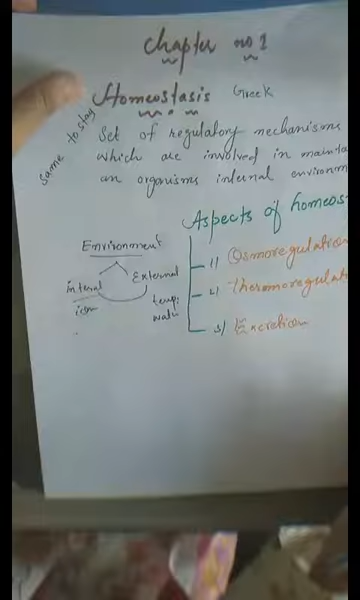 Chapter no 1
Homeostasis Greek
Same to stay
Set of regulatory mechanisms
which are involved in mainta
an organisms internal environm
Aspects of homeos
Environment
Internal External
temp:
water
1) Osmoregulation
2) Thermoregulat
3) Excretion